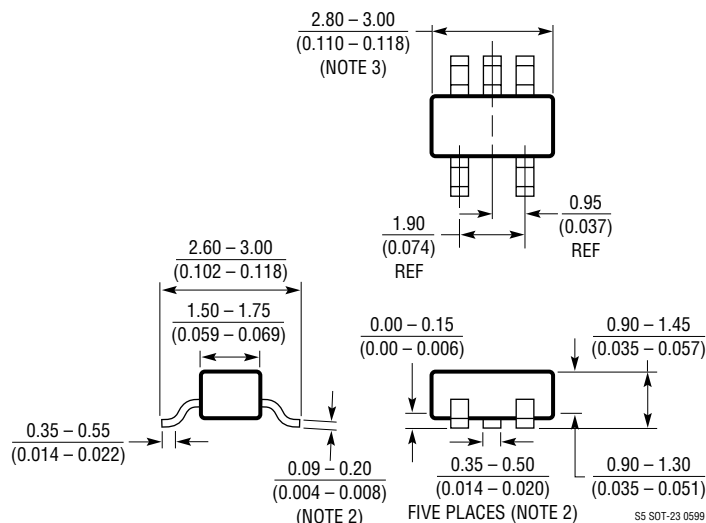 2.80 – 3.00
(0.110 – 0.118)
(NOTE 3)
1.90
(0.074)
REF
0.95
(0.037)
REF
2.60 – 3.00
(0.102 – 0.118)
1.50 – 1.75
(0.059 – 0.069)
0.00 – 0.15
(0.00 – 0.006)
0.90 – 1.45
(0.035 – 0.057)
0.35 – 0.55
(0.014 – 0.022)
0.09 – 0.20
(0.004 – 0.008)
(NOTE 2)
0.35 – 0.50
(0.014 – 0.020)
FIVE PLACES (NOTE 2)
0.90 – 1.30
(0.035 – 0.051)
S5 SOT-23 0599